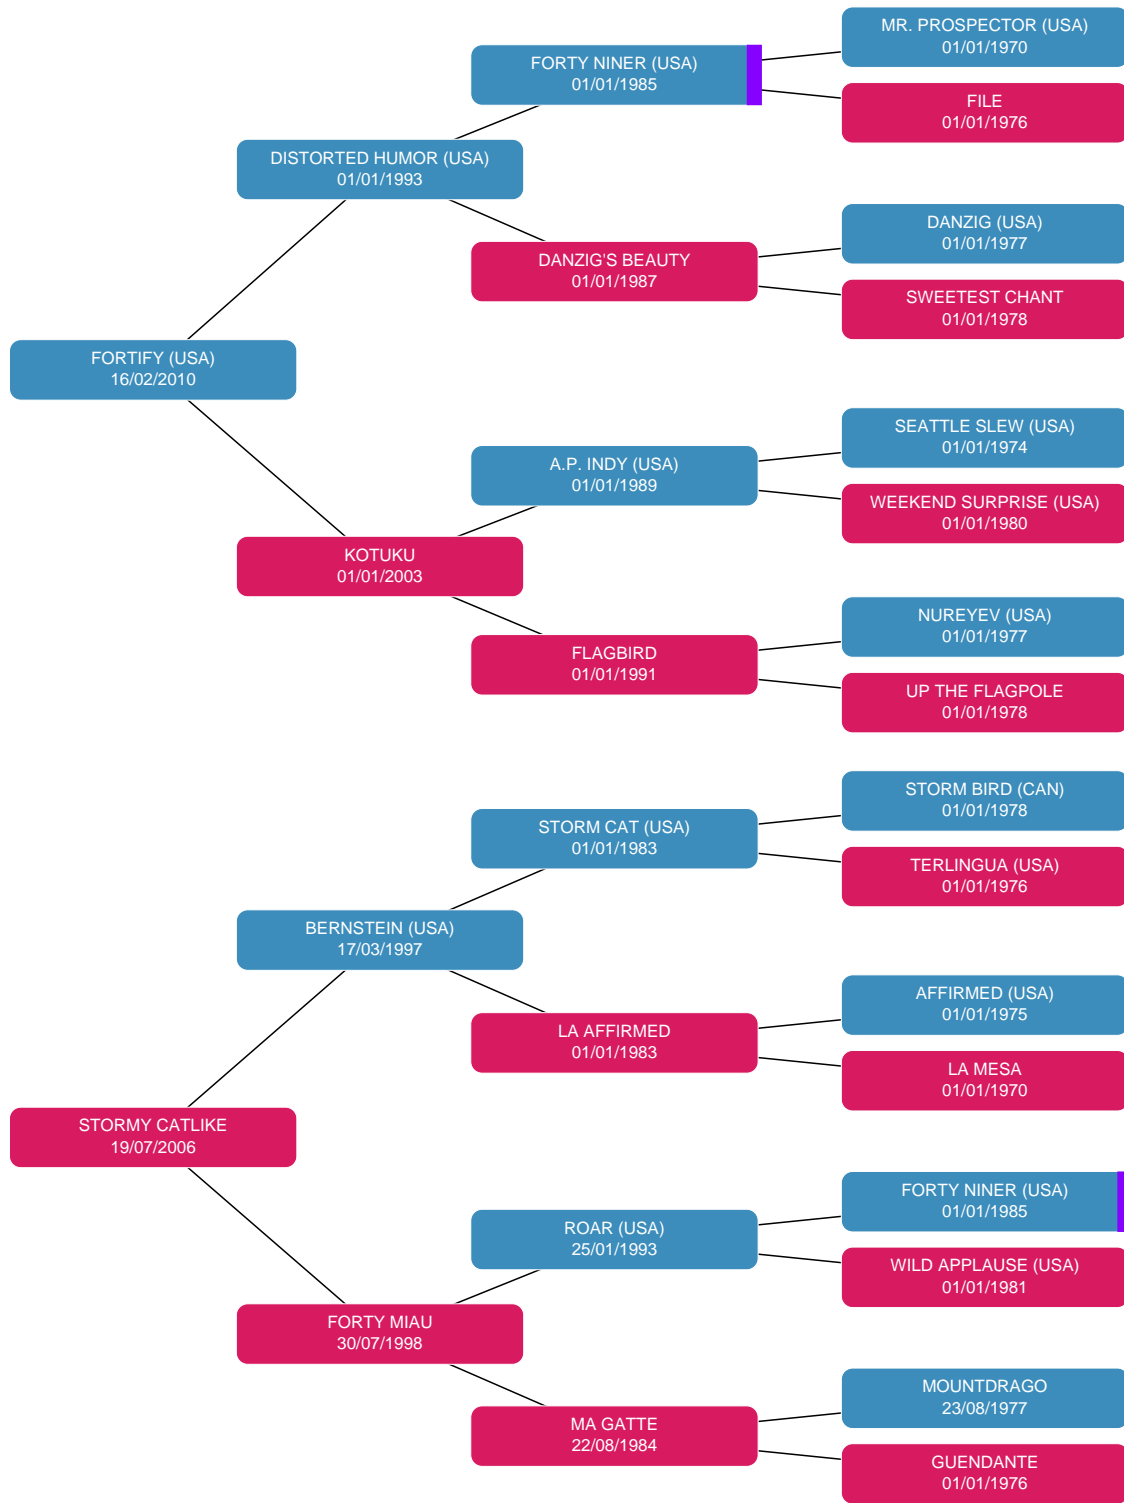 MR. PROSPECTOR (USA)
01/01/1970
FORTY NINER (USA)
01/01/1985
FILE
01/01/1976
DISTORTED HUMOR (USA)
01/01/1993
DANZIG (USA)
01/01/1977
DANZIG'S BEAUTY
01/01/1987
SWEETEST CHANT
01/01/1978
FORTIFY (USA)
16/02/2010
SEATTLE SLEW (USA)
01/01/1974
A.P. INDY (USA)
01/01/1989
WEEKEND SURPRISE (USA)
01/01/1980
KOTUKU
01/01/2003
NUREYEV (USA)
01/01/1977
FLAGBIRD
01/01/1991
UP THE FLAGPOLE
01/01/1978
STORM BIRD (CAN)
01/01/1978
STORM CAT (USA)
01/01/1983
TERLINGUA (USA)
01/01/1976
BERNSTEIN (USA)
17/03/1997
AFFIRMED (USA)
01/01/1975
LA AFFIRMED
01/01/1983
LA MESA
01/01/1970
STORMY CATLIKE
19/07/2006
FORTY NINER (USA)
01/01/1985
ROAR (USA)
25/01/1993
WILD APPLAUSE (USA)
01/01/1981
FORTY MIAU
30/07/1998
MOUNTDRAGO
23/08/1977
MA GATTE
22/08/1984
GUENDANTE
01/01/1976